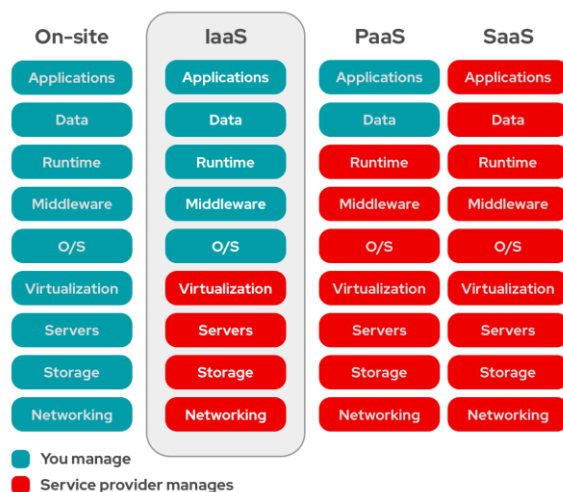 On-site IaaS PaaS SaaS
Applications Applications Applications Applications
Data Data Data Data
Runtime Runtime Runtime Runtime
Middleware Middleware Middleware Middleware
O/S O/S O/S O/S
Virtualization Virtualization Virtualization Virtualization
Servers Servers Servers Servers
Storage Storage Storage Storage
Networking Networking Networking Networking
You manage
Service provider manages